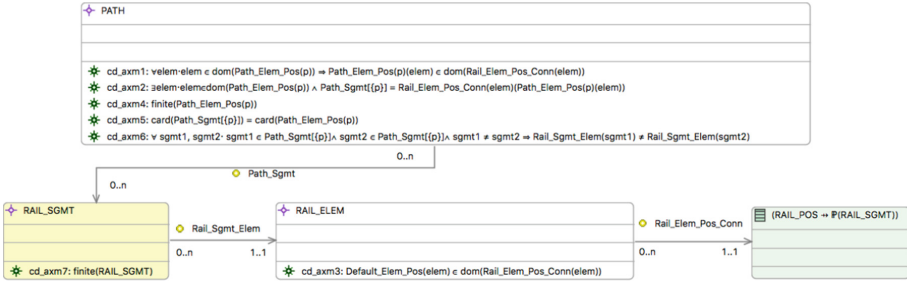 PATH
cd_axm1: ∀elem·elem ∈ dom(Path_Elem_Pos(p)) ⇒ Path_Elem_Pos(p)(elem) ∈ dom(Rail_Elem_Pos_Conn(elem))
cd_axm2: ∃elem·elem∈dom(Path_Elem_Pos(p)) ∧ Path_Sgmt[{p}] = Rail_Elem_Pos_Conn(elem)(Path_Elem_Pos(p)(elem))
cd_axm4: finite(Path_Elem_Pos(p))
cd_axm5: card(Path_Sgmt[{p}]) = card(Path_Elem_Pos(p))
cd_axm6: ∀ sgmt1, sgmt2· sgmt1 ∈ Path_Sgmt[{p}]∧ sgmt2 ∈ Path_Sgmt[{p}]∧ sgmt1 ≠ sgmt2 ⇒ Rail_Sgmt_Elem(sgmt1) ≠ Rail_Sgmt_Elem(sgmt2)
0..n
Path_Sgmt
0..n
RAIL_SGMT
cd_axm7: finite(RAIL_SGMT)
Rail_Sgmt_Elem
0..n 1..1
RAIL_ELEM
cd_axm3: Default_Elem_Pos(elem) ∈ dom(Rail_Elem_Pos_Conn(elem))
Rail_Elem_Pos_Conn
0..n 1..1
(RAIL_POS ⇸ ℙ(RAIL_SGMT))